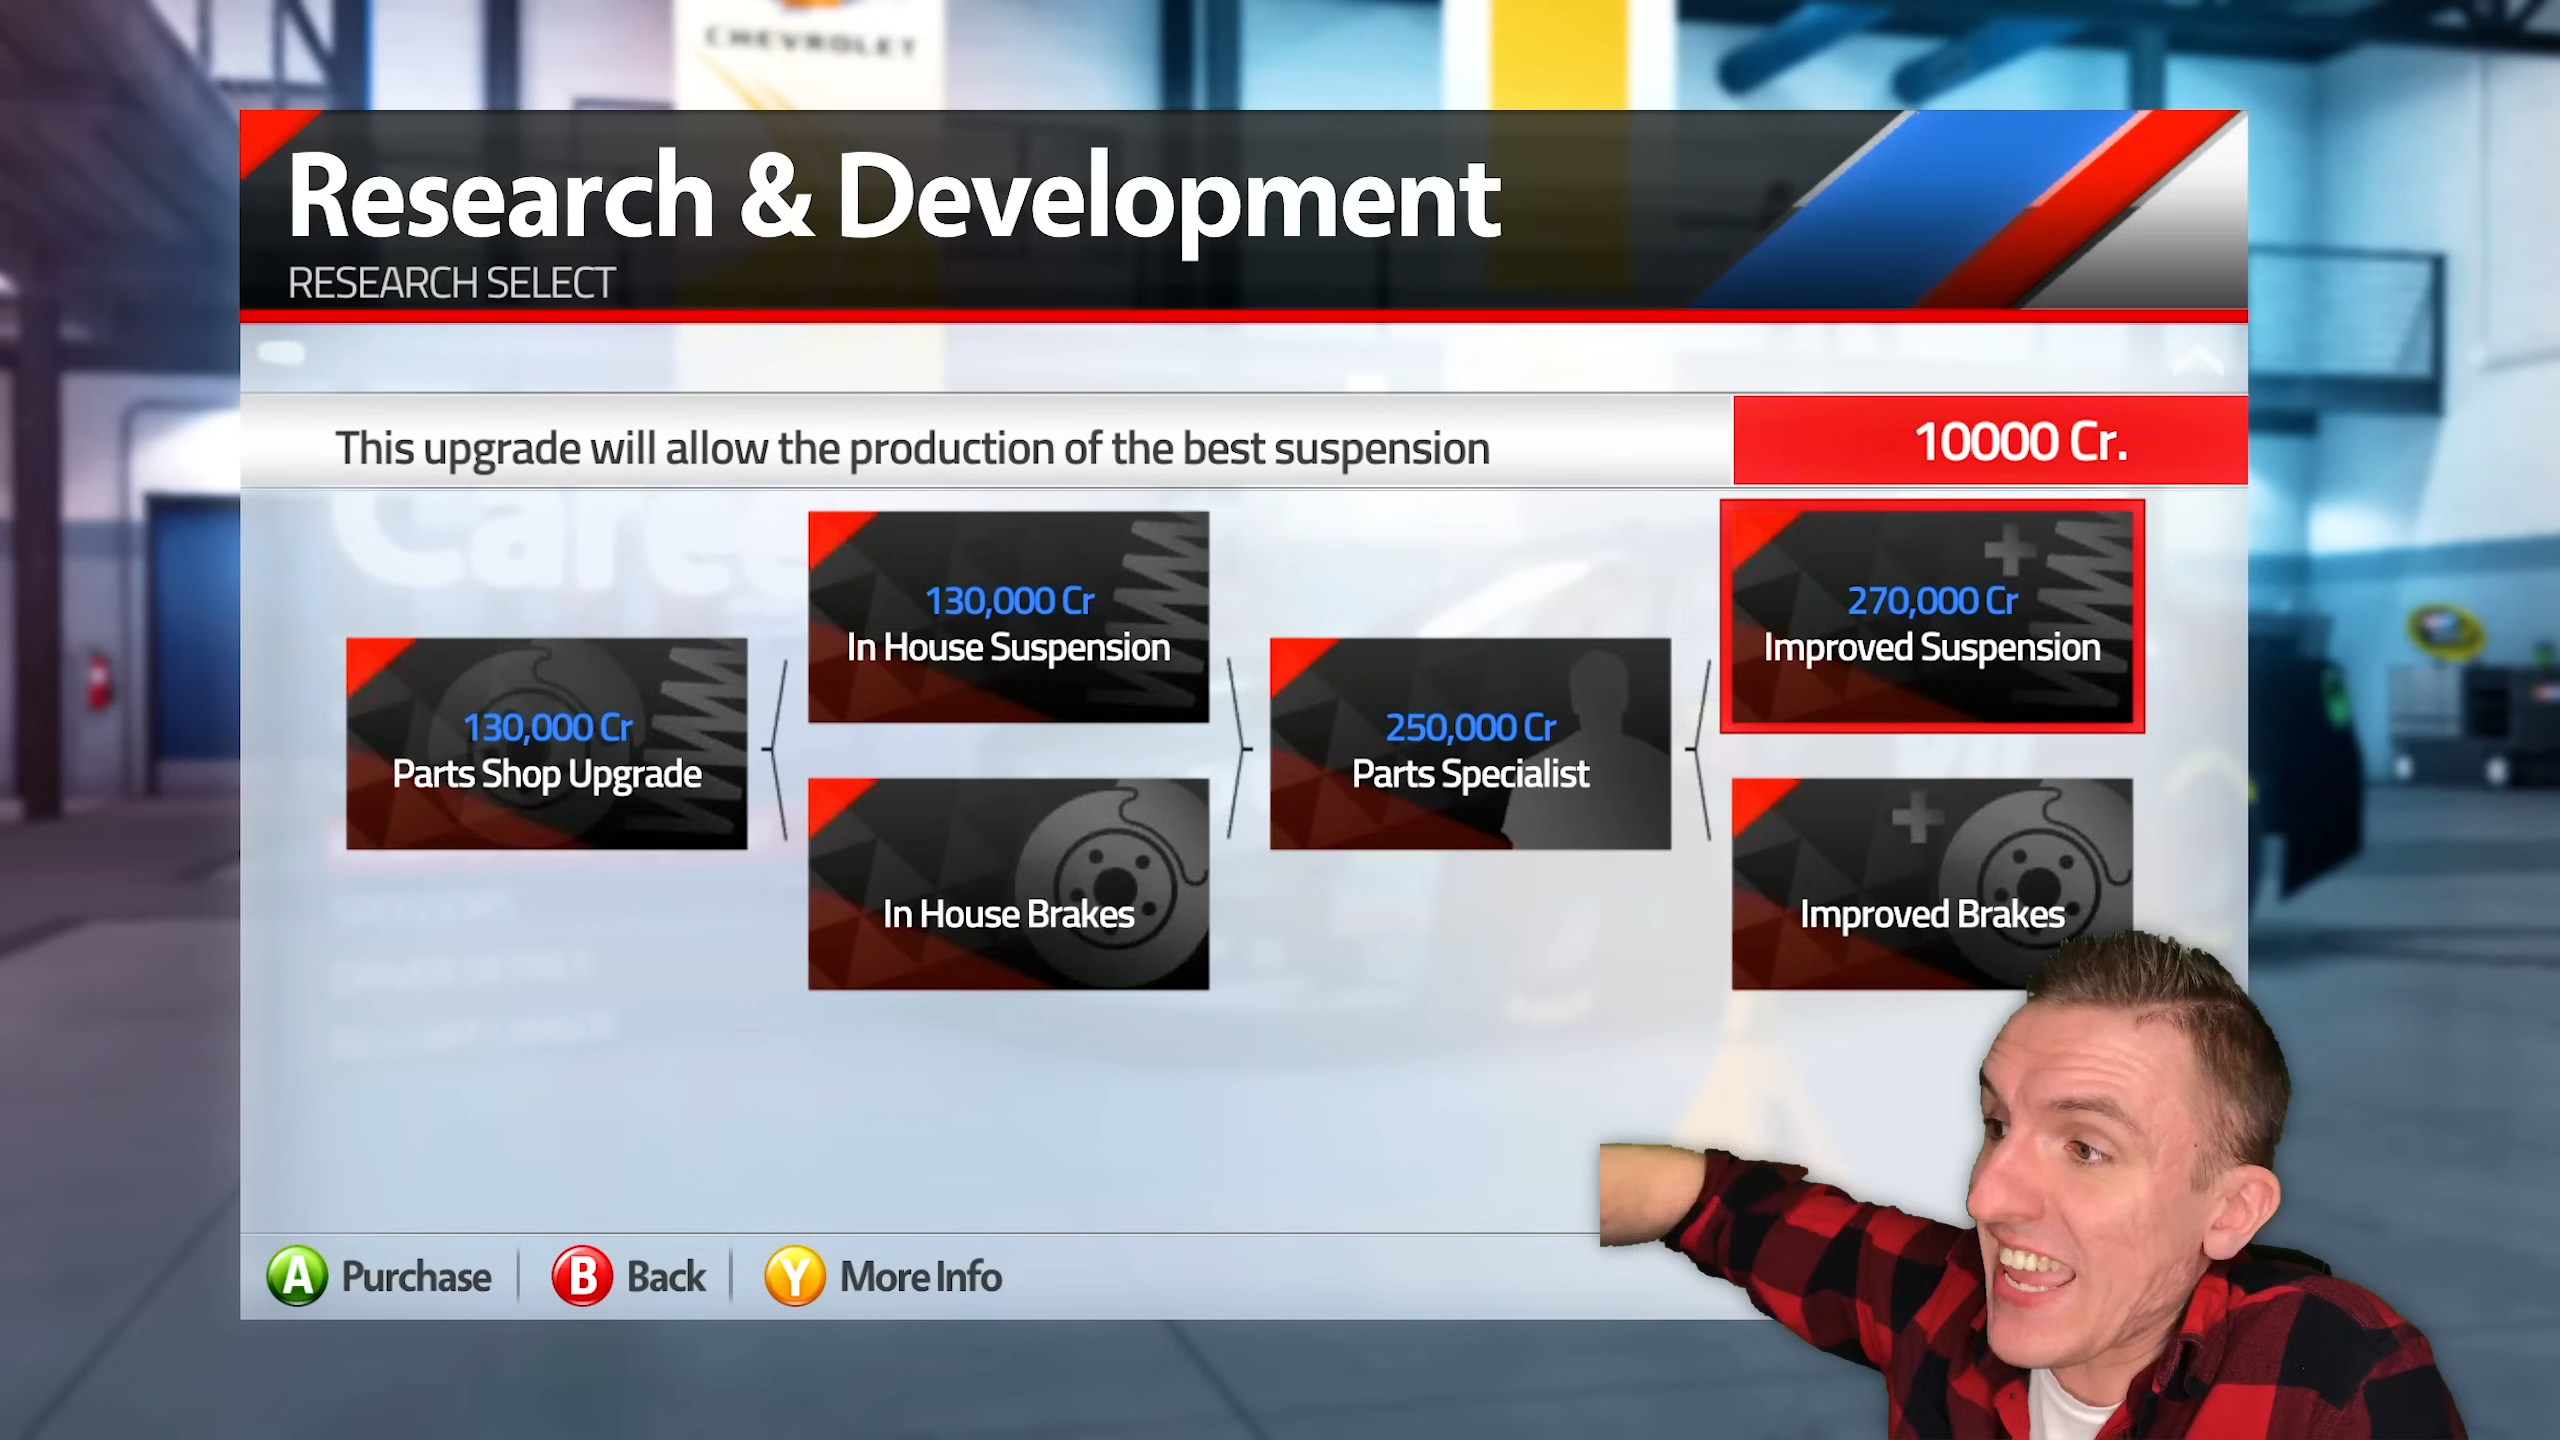 CHEVROLET
Research & Development
RESEARCH SELECT
This upgrade will allow the production of the best suspension
10000 Cr.
Caree
130,000 Cr
Parts Shop Upgrade
130,000 Cr
In House Suspension
In House Brakes
250,000 Cr
Parts Specialist
270,000 Cr
Improved Suspension
Improved Brakes
A Purchase
B Back
Y More Info